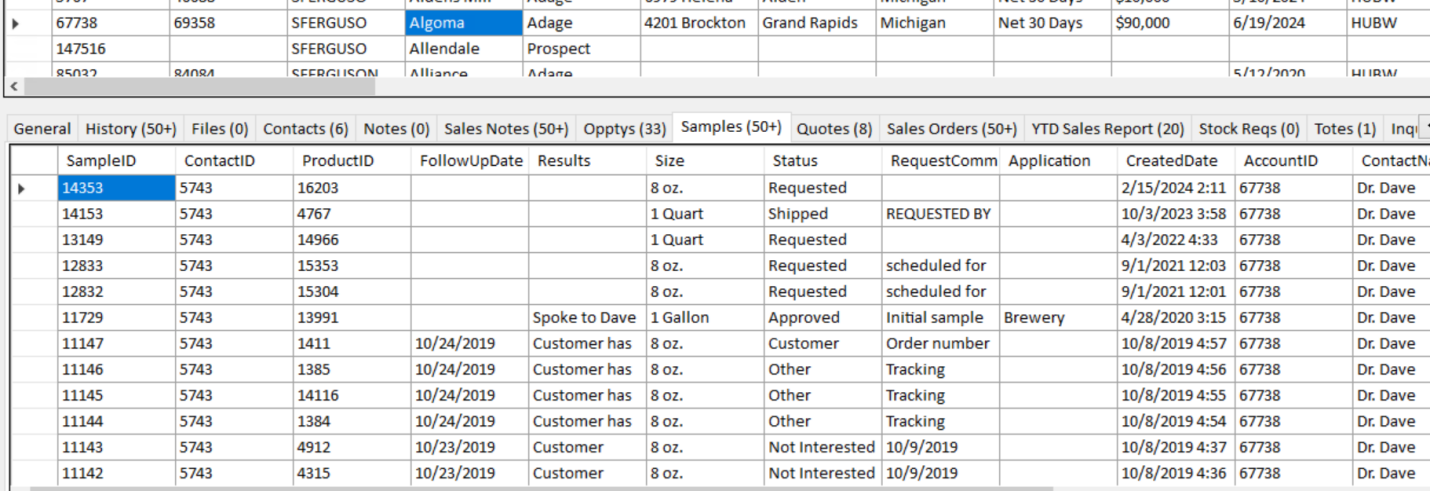 67738 69358 SFERGUSO Algoma Adage 4201 Brockton Grand Rapids Michigan Net 30 Days $90,000 6/19/2024 HUBW
147516 SFERGUSO Allendale Prospect
85032 84084 SFERGUSON Alliance Adage 5/12/2020 HUBW
General History (50+) Files (0) Contacts (6) Notes (0) Sales Notes (50+) Opptys (33) Samples (50+) Quotes (8) Sales Orders (50+) YTD Sales Report (20) Stock Reqs (0) Totes (1)
SampleID ContactID ProductID FollowUpDate Results Size Status RequestComm Application CreatedDate AccountID ContactNa
14353 5743 16203 8 oz. Requested 2/15/2024 2:11 67738 Dr. Dave
14153 5743 4767 1 Quart Shipped REQUESTED BY 10/3/2023 3:58 67738 Dr. Dave
13149 5743 14966 1 Quart Requested 4/3/2022 4:33 67738 Dr. Dave
12833 5743 15353 8 oz. Requested scheduled for 9/1/2021 12:03 67738 Dr. Dave
12832 5743 15304 8 oz. Requested scheduled for 9/1/2021 12:01 67738 Dr. Dave
11729 5743 13991 Spoke to Dave 1 Gallon Approved Initial sample Brewery 4/28/2020 3:15 67738 Dr. Dave
11147 5743 1411 10/24/2019 Customer has 8 oz. Customer Order number 10/8/2019 4:57 67738 Dr. Dave
11146 5743 1385 10/24/2019 Customer has 8 oz. Other Tracking 10/8/2019 4:56 67738 Dr. Dave
11145 5743 14116 10/24/2019 Customer has 8 oz. Other Tracking 10/8/2019 4:55 67738 Dr. Dave
11144 5743 1384 10/24/2019 Customer has 8 oz. Other Tracking 10/8/2019 4:54 67738 Dr. Dave
11143 5743 4912 10/23/2019 Customer 8 oz. Not Interested 10/9/2019 10/8/2019 4:37 67738 Dr. Dave
11142 5743 4315 10/23/2019 Customer 8 oz. Not Interested 10/9/2019 10/8/2019 4:36 67738 Dr. Dave